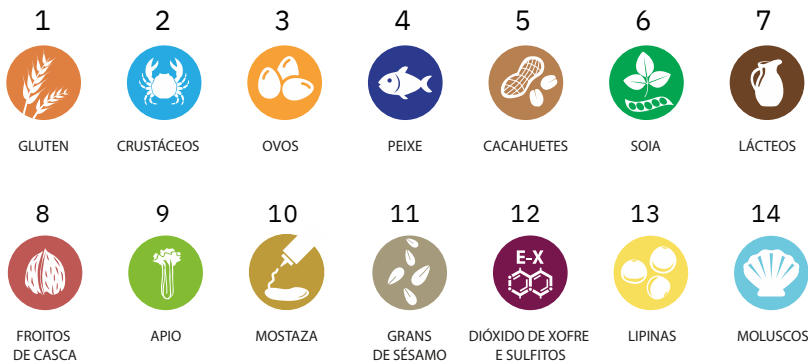 1 2 3 4 5 6 7
GLUTEN CRUSTÁCEOS OVOS PEIXE CACAHUETES SOIA LÁCTEOS
8 9 10 11 12 13 14
E-X
FROITOS APIO MOSTAZA GRANS DIÓXIDO DE XOFRE LIPINAS MOLUSCOS
DE CASCA DE SÉSAMO E SULFITOS